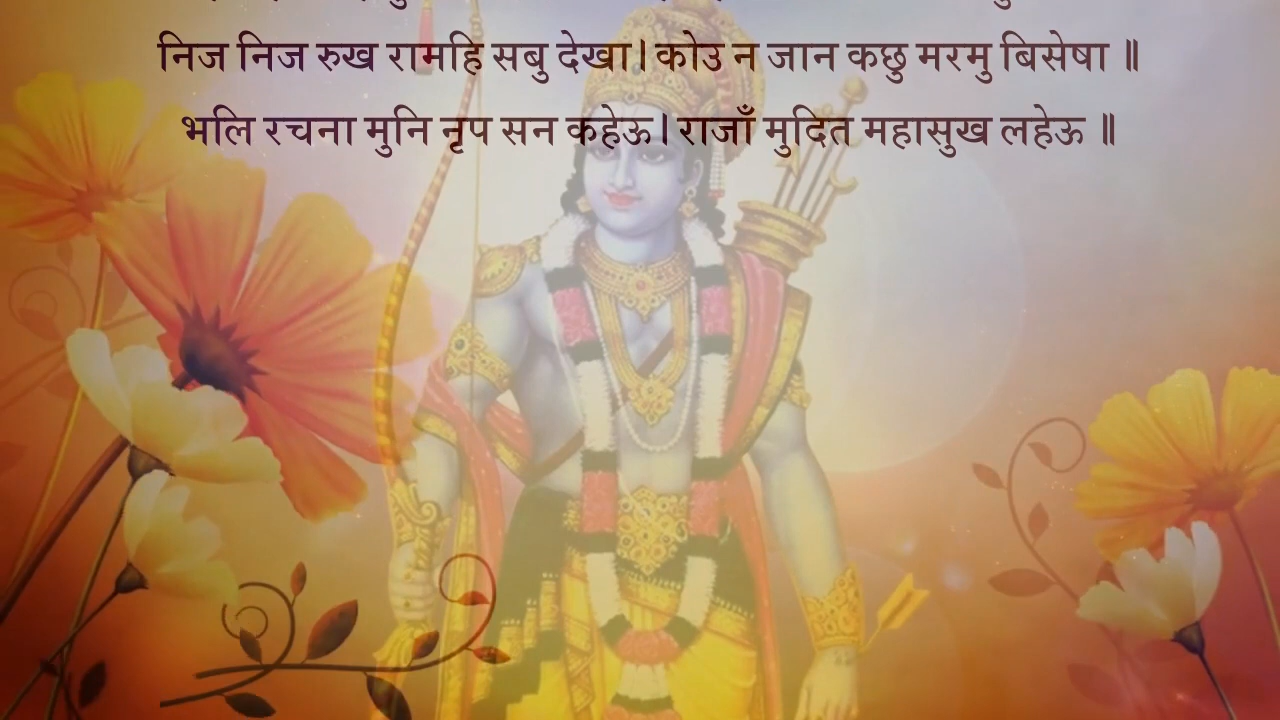 निज निज रुख रामहि सबु देखा। कोउ न जान कछु मरमु बिसेषा ॥
भलि रचना मुनि नृप सन कहेऊ। राजाँ मुदित महासुख लहेऊ ॥